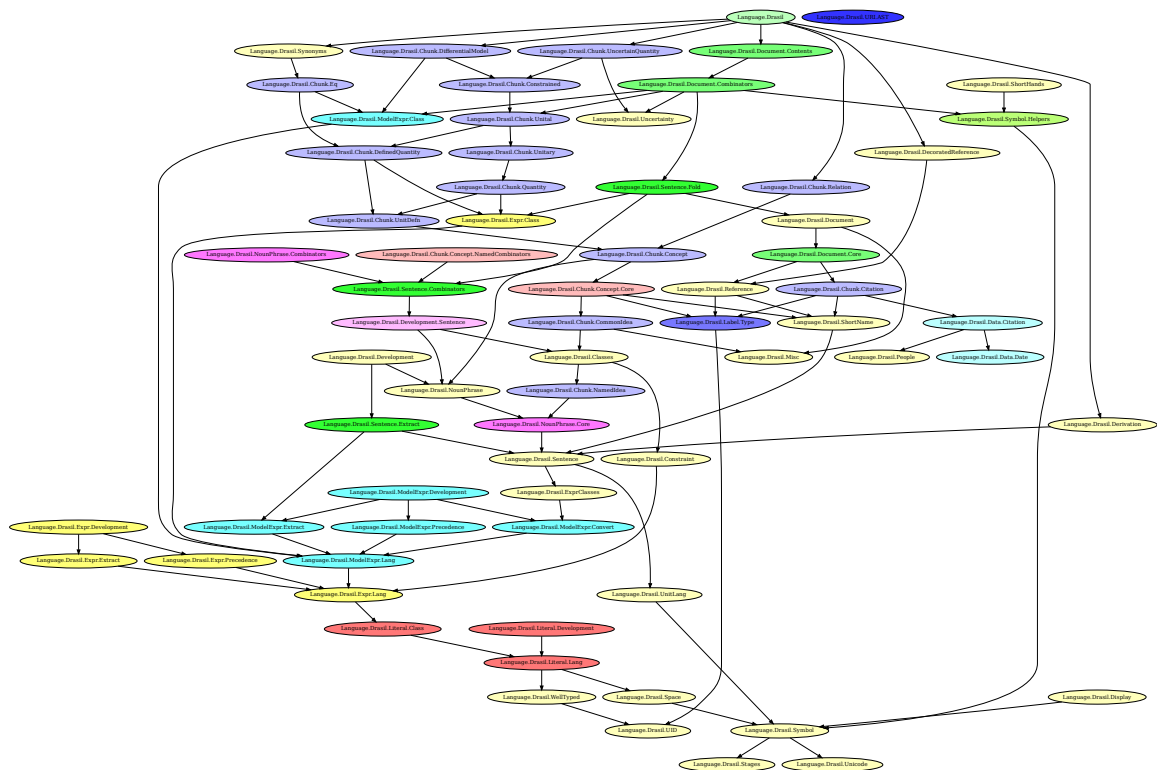 Language.Drasil
Language.Drasil.URI_AST
Language.Drasil.Synonyms
Language.Drasil.Chunk.DifferentialModel
Language.Drasil.Chunk.UncertainQuantity
Language.Drasil.Document.Contents
Language.Drasil.Chunk.Eq
Language.Drasil.Chunk.Constrained
Language.Drasil.Document.Combinators
Language.Drasil.ShortHands
Language.Drasil.ModelExpr.Class
Language.Drasil.Chunk.Unital
Language.Drasil.Uncertainty
Language.Drasil.Symbol.Helpers
Language.Drasil.Chunk.DefinedQuantity
Language.Drasil.Chunk.Unitary
Language.Drasil.DecoratedReference
Language.Drasil.Chunk.Quantity
Language.Drasil.Sentence.Fold
Language.Drasil.Chunk.Relation
Language.Drasil.Chunk.UnitDefn
Language.Drasil.Expr.Class
Language.Drasil.Document
Language.Drasil.NounPhrase.Combinators
Language.Drasil.Chunk.Concept.NamedCombinators
Language.Drasil.Chunk.Concept
Language.Drasil.Document.Core
Language.Drasil.Sentence.Combinators
Language.Drasil.Chunk.Concept.Core
Language.Drasil.Reference
Language.Drasil.Chunk.Citation
Language.Drasil.Development.Sentence
Language.Drasil.Chunk.CommonIdea
Language.Drasil.Label.Type
Language.Drasil.ShortName
Language.Drasil.Data.Citation
Language.Drasil.Development
Language.Drasil.Classes
Language.Drasil.Misc
Language.Drasil.People
Language.Drasil.Data.Date
Language.Drasil.NounPhrase
Language.Drasil.Chunk.NamedIdea
Language.Drasil.Sentence.Extract
Language.Drasil.NounPhrase.Core
Language.Drasil.Derivation
Language.Drasil.Sentence
Language.Drasil.Constraint
Language.Drasil.ModelExpr.Development
Language.Drasil.ExprClasses
Language.Drasil.Expr.Development
Language.Drasil.ModelExpr.Extract
Language.Drasil.ModelExpr.Precedence
Language.Drasil.ModelExpr.Convert
Language.Drasil.Expr.Extract
Language.Drasil.Expr.Precedence
Language.Drasil.ModelExpr.Lang
Language.Drasil.Expr.Lang
Language.Drasil.UnitLang
Language.Drasil.Literal.Class
Language.Drasil.Literal.Development
Language.Drasil.Literal.Lang
Language.Drasil.WellTyped
Language.Drasil.Space
Language.Drasil.Display
Language.Drasil.UID
Language.Drasil.Symbol
Language.Drasil.Stages
Language.Drasil.Unicode